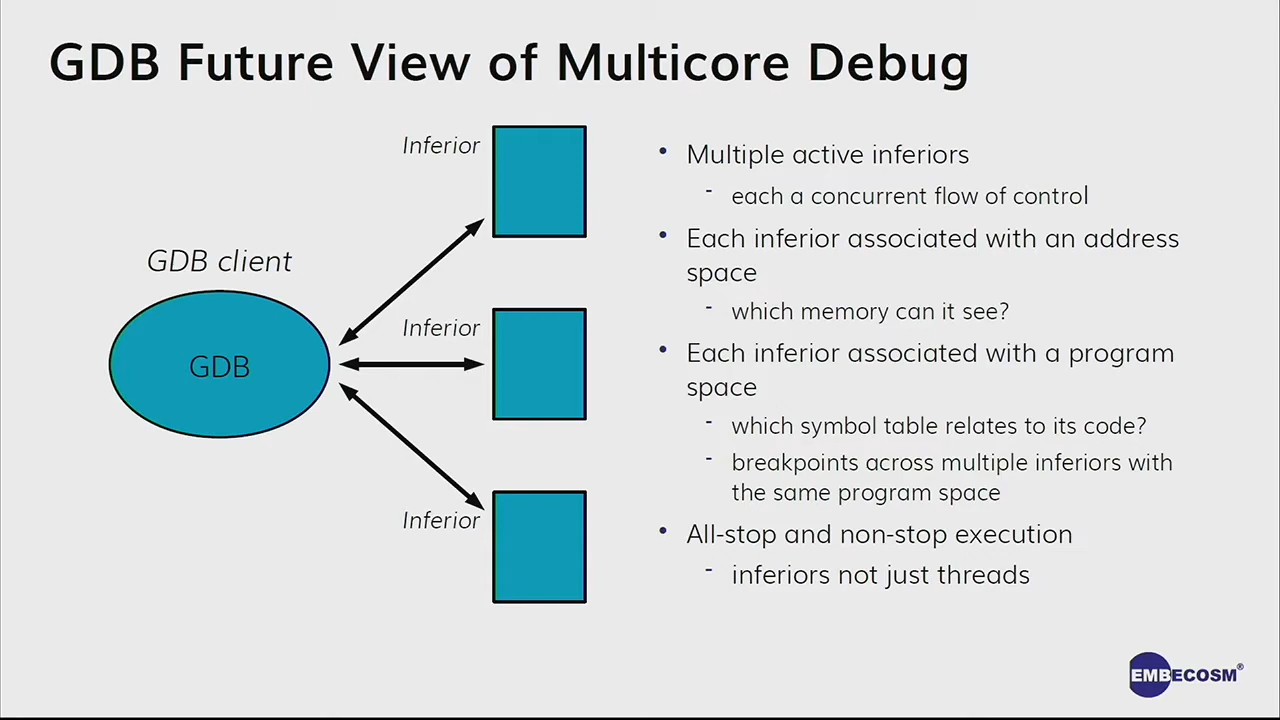 GDB Future View of Multicore Debug
Inferior
GDB client
GDB
Inferior
Inferior
• Multiple active inferiors
- each a concurrent flow of control
• Each inferior associated with an address
space
- which memory can it see?
• Each inferior associated with a program
space
- which symbol table relates to its code?
- breakpoints across multiple inferiors with
the same program space
• All-stop and non-stop execution
- inferiors not just threads
EMBECOSM®